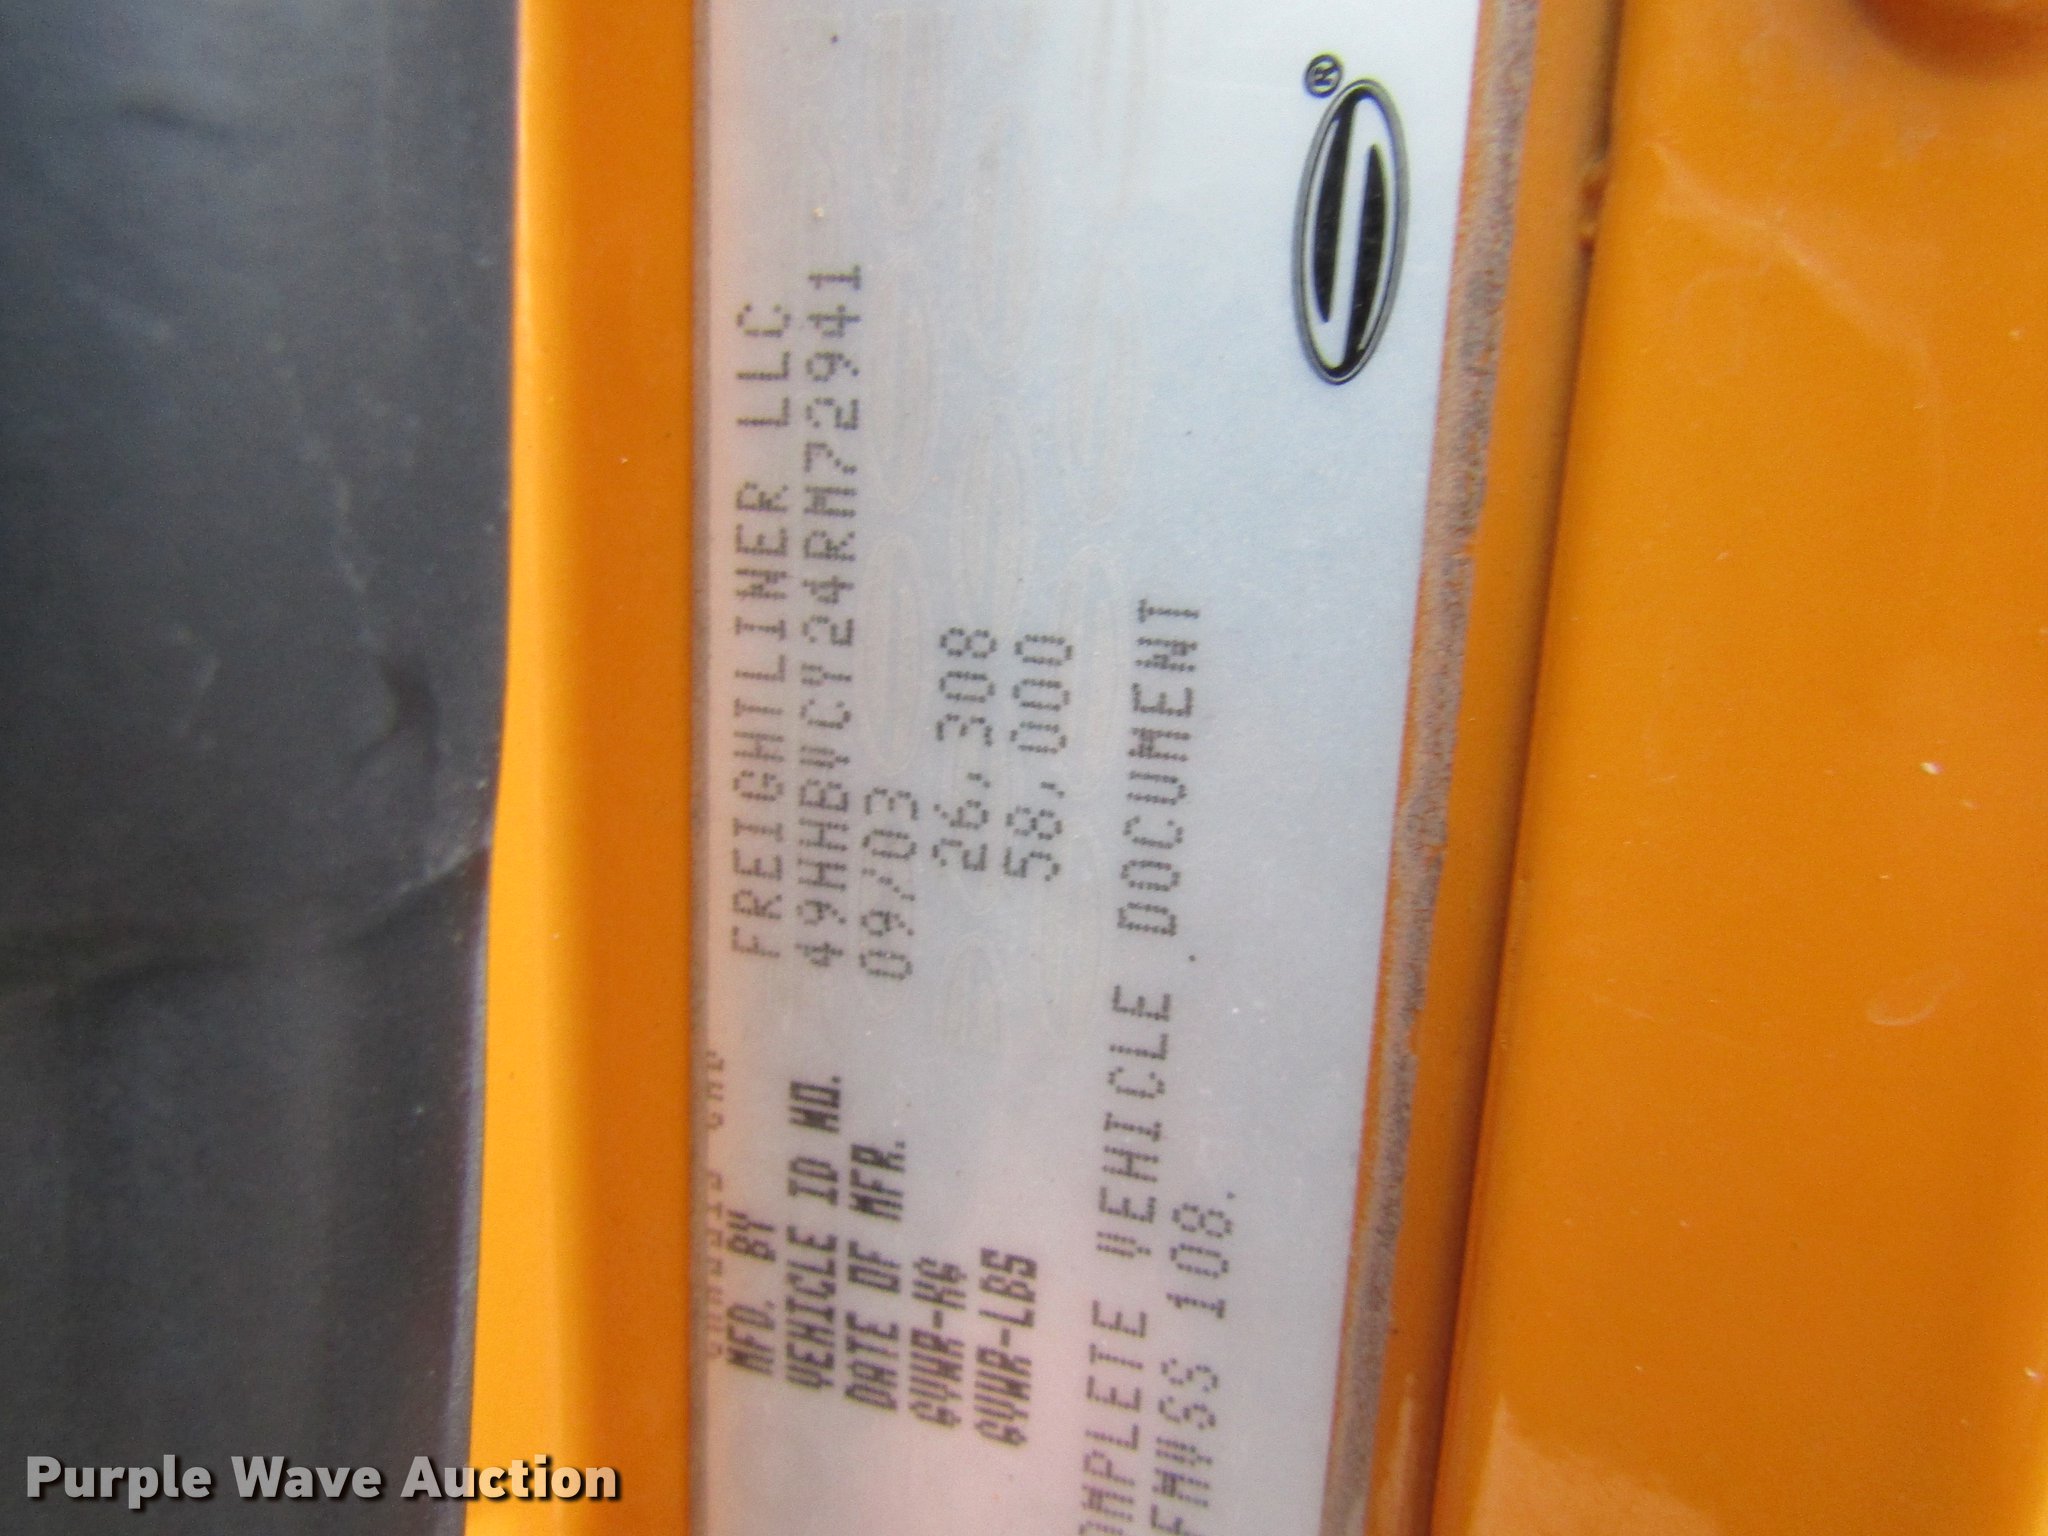 MFD. BY FREIGHTLINER LLC
VEHICLE ID NO. 49HHBVCY24RM72941
DATE OF MFR. 09/03
GVWR-KG 26,308
GVWR-LBS 58,000
OMPLETE VEHICLE DOCUMENT
FMVSS 108.
®
Purple Wave Auction